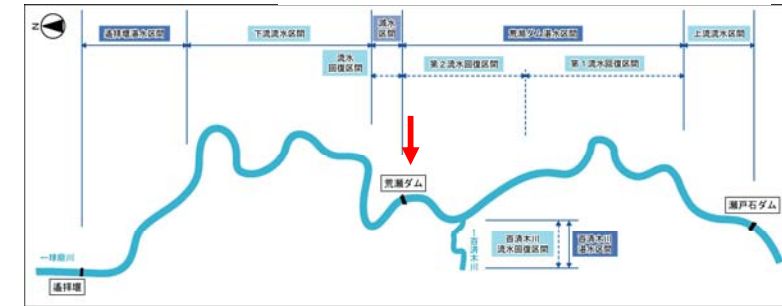 N
遥拝堰湛水区間
下流流水区間
減水
区間
荒瀬ダム湛水区間
上流流水区間
流水
回復区間
第2流水回復区間
第1流水回復区間
荒瀬ダム
瀬戸石ダム
百済木川
百済木川
流水回復区間
百済木川
湛水区間
球磨川
遥拝堰